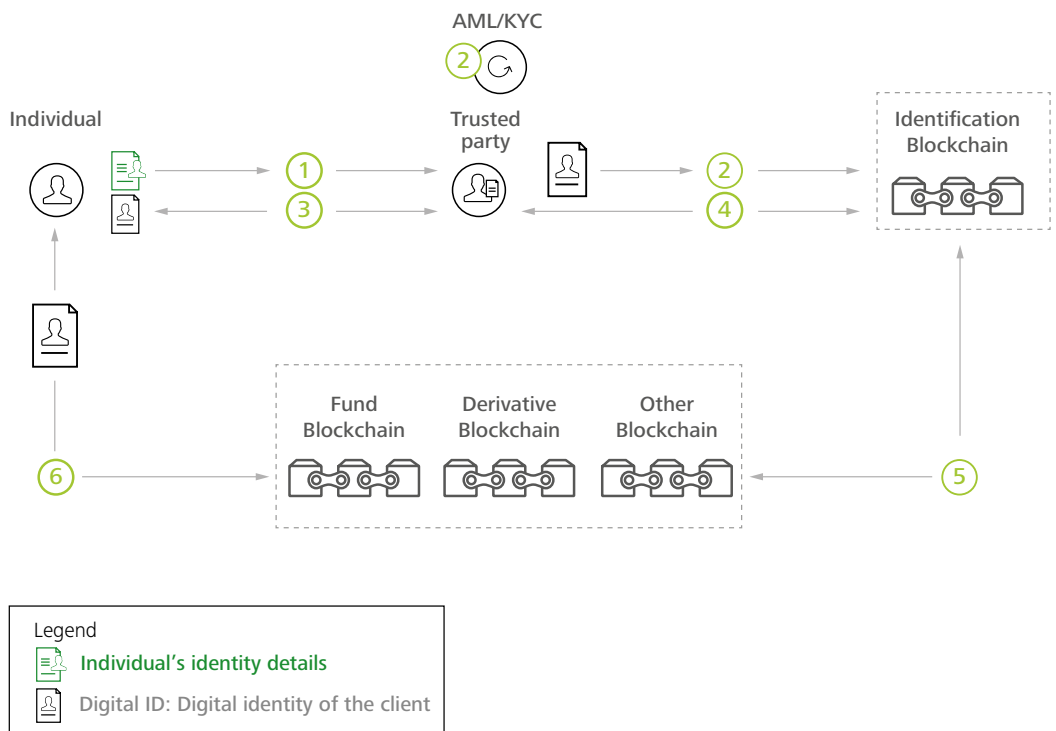 AML/KYC
2
Individual
Trusted
party
Identification
Blockchain
1
2
3
4
Fund
Blockchain
Derivative
Blockchain
Other
Blockchain
6
5
Legend
Individual's identity details
Digital ID: Digital identity of the client